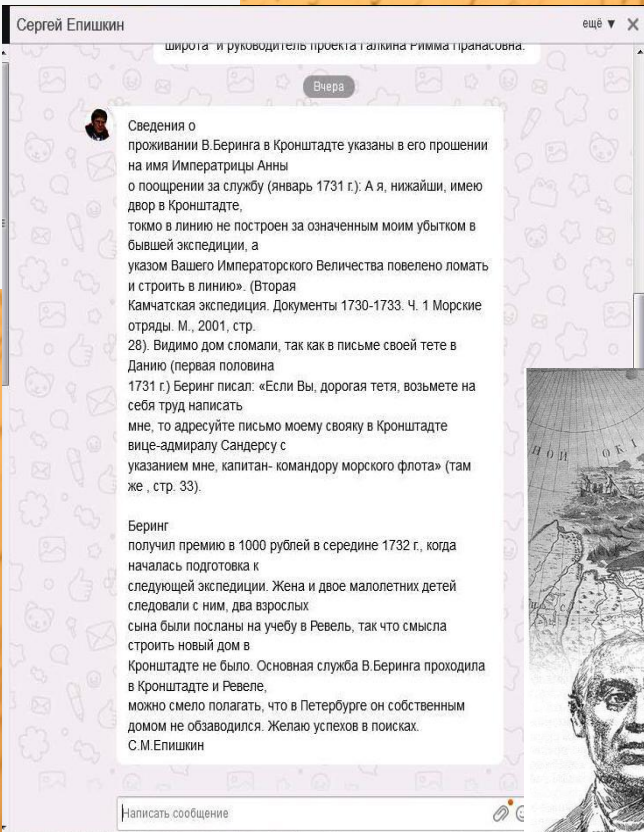 Сергей Епишкин
ещё ▼ ×
широта" и руководитель проекта Галкина Римма Пранасовна.
Вчера
Сведения о
проживании В.Беринга в Кронштадте указаны в его прошении
на имя Императрицы Анны
о поощрении за службу (январь 1731 г.): А я, нижайши, имею
двор в Кронштадте,
токмо в линию не построен за означенным моим убытком в
бывшей экспедиции, а
указом Вашего Императорского Величества повелено ломать
и строить в линию». (Вторая
Камчатская экспедиция. Документы 1730-1733. Ч. 1 Морские
отряды. М., 2001, стр.
28). Видимо дом сломали, так как в письме своей тете в
Данию (первая половина
1731 г.) Беринг писал: «Если Вы, дорогая тетя, возьмете на
себя труд написать
мне, то адресуйте письмо моему свояку в Кронштадте
вице-адмиралу Сандерсу с
указанием мне, капитан- командору морского флота» (там
же , стр. 33).
Беринг
получил премию в 1000 рублей в середине 1732 г., когда
началась подготовка к
следующей экспедиции. Жена и двое малолетних детей
следовали с ним, два взрослых
сына были посланы на учебу в Ревель, так что смысла
строить новый дом в
Кронштадте не было. Основная служба В.Беринга проходила
в Кронштадте и Ревеле,
можно смело полагать, что в Петербурге он собственным
домом не обзаводился. Желаю успехов в поисках.
С.М.Епишкин
Написать сообщение